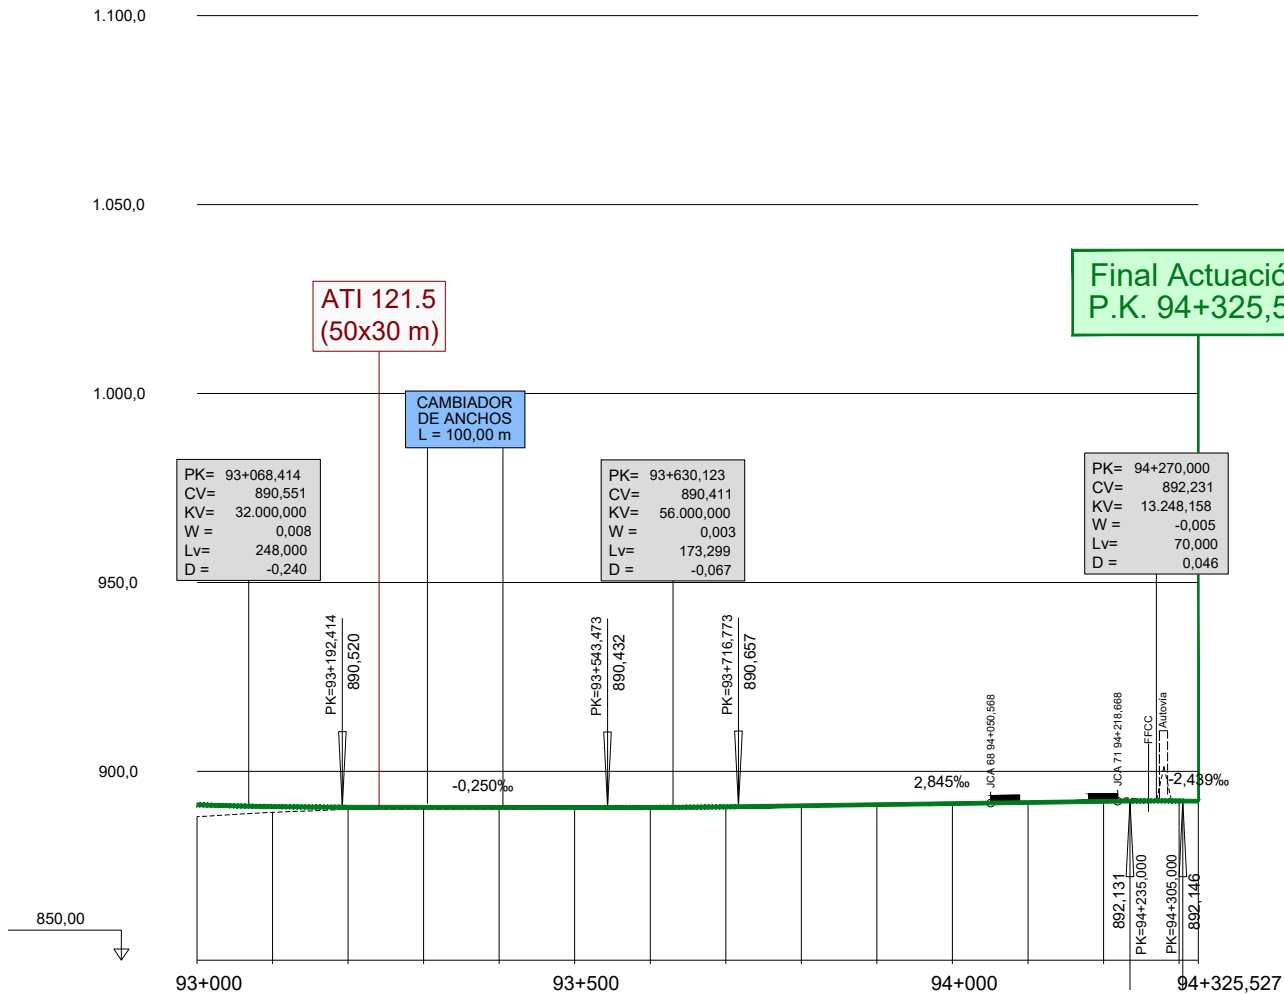 1.100,0
1.050,0
ATI 121.5
(50x30 m)
Final Actuació
P.K. 94+325,5
1.000,0
CAMBIADOR
DE ANCHOS
L = 100,00 m
PK= 93+068,414
CV= 890,551
KV= 32.000,000
W = 0,008
Lv= 248,000
D = -0,240
PK= 93+630,123
CV= 890,411
KV= 56.000,000
W = 0,003
Lv= 173,299
D = -0,067
PK= 94+270,000
CV= 892,231
KV= 13.248,158
W = -0,005
Lv= 70,000
D = 0,046
950,0
PK=93+192,414
890,520
PK=93+543,473
890,432
PK=93+716,773
890,657
JCA 68 94+050,568
JCA 71 94+218,668
FFCC
Autovía
900,0
-0,250‰
2,845‰
-2,439‰
892,131
PK=94+235,000
PK=94+305,000
892,146
850,00
93+000
93+500
94+000
94+325,527